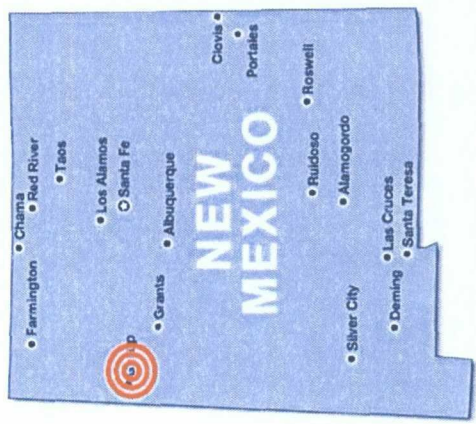 Chama
Red River
Farmington
Taos
Los Alamos
Santa Fe
Albuquerque
Grants
Clovis
Portales
NEW
MEXICO
Roswell
Ruidoso
Alamogordo
Silver City
Las Cruces
Deming
Santa Teresa